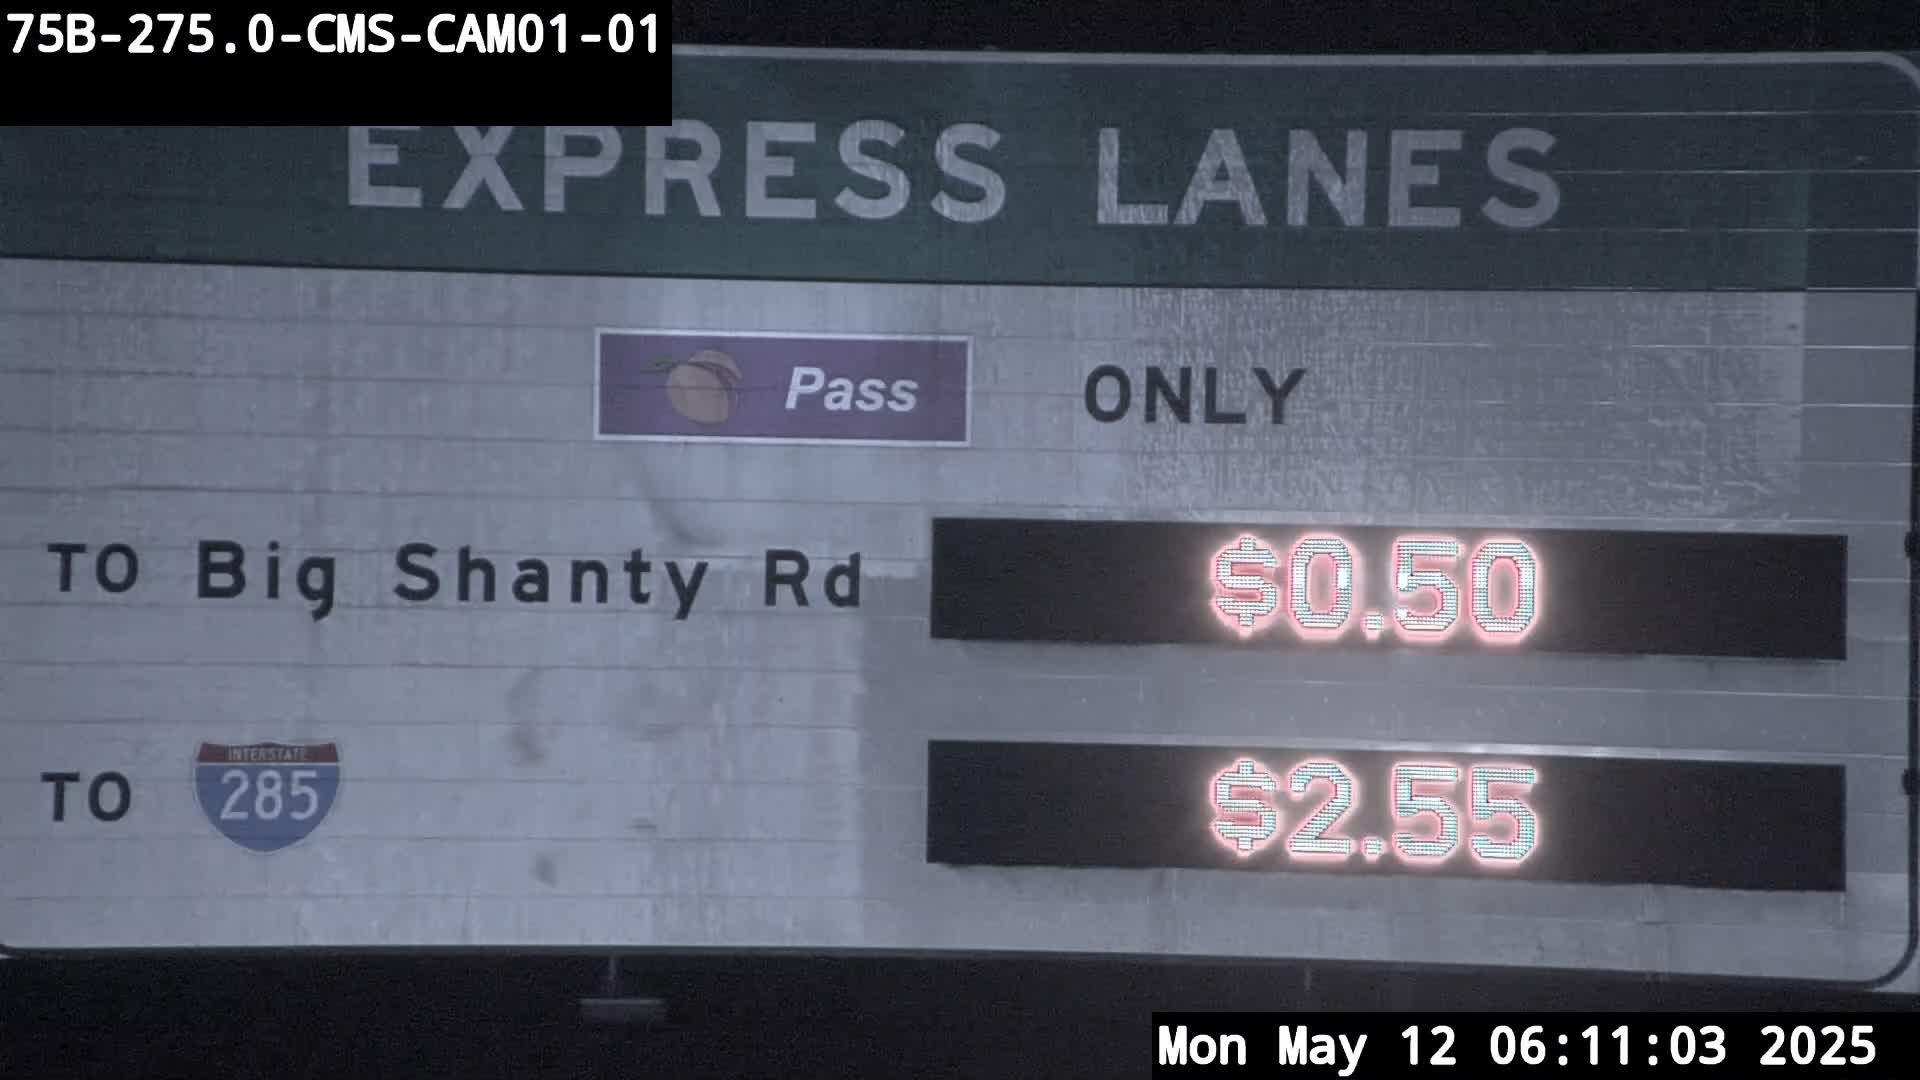 75B-275.0-CMS-CAM01-01
EXPRESS LANES
Pass ONLY
TO Big Shanty Rd $0.50
INTERSTATE
TO 285 $2.55
Mon May 12 06:11:03 2025